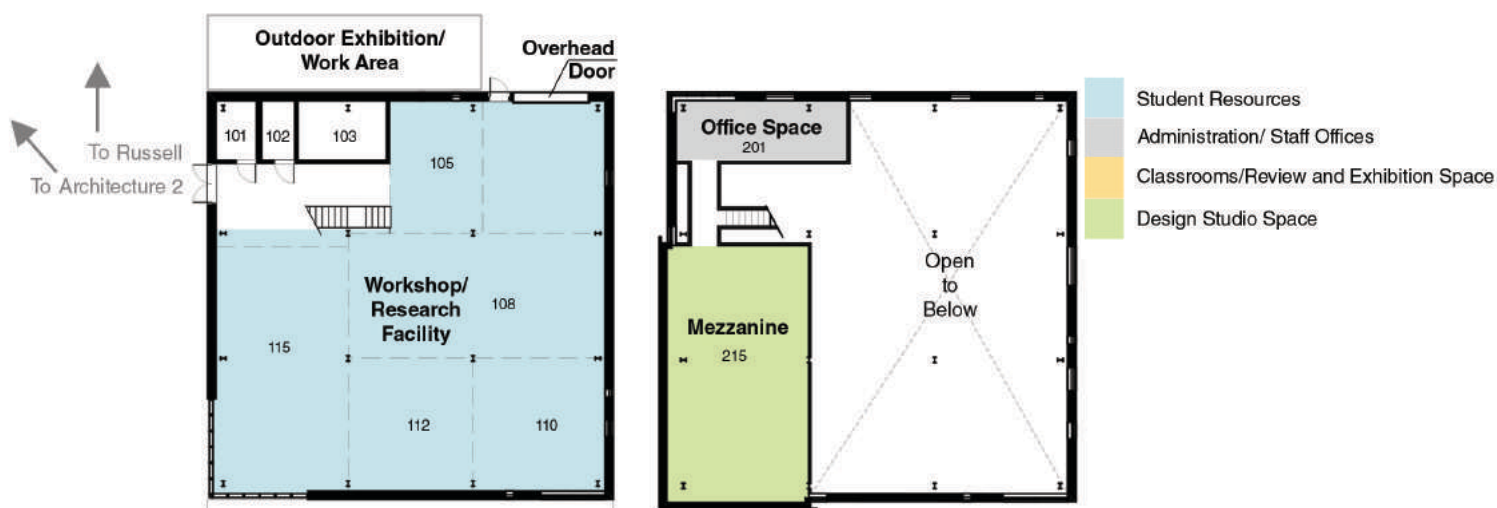 Outdoor Exhibition/
Work Area
Overhead
Door
To Russell
To Architecture 2
101
102
103
105
Workshop/
Research
Facility
108
115
112
110
Office Space
201
Mezzanine
215
Open
to
Below
Student Resources
Administration/ Staff Offices
Classrooms/Review and Exhibition Space
Design Studio Space